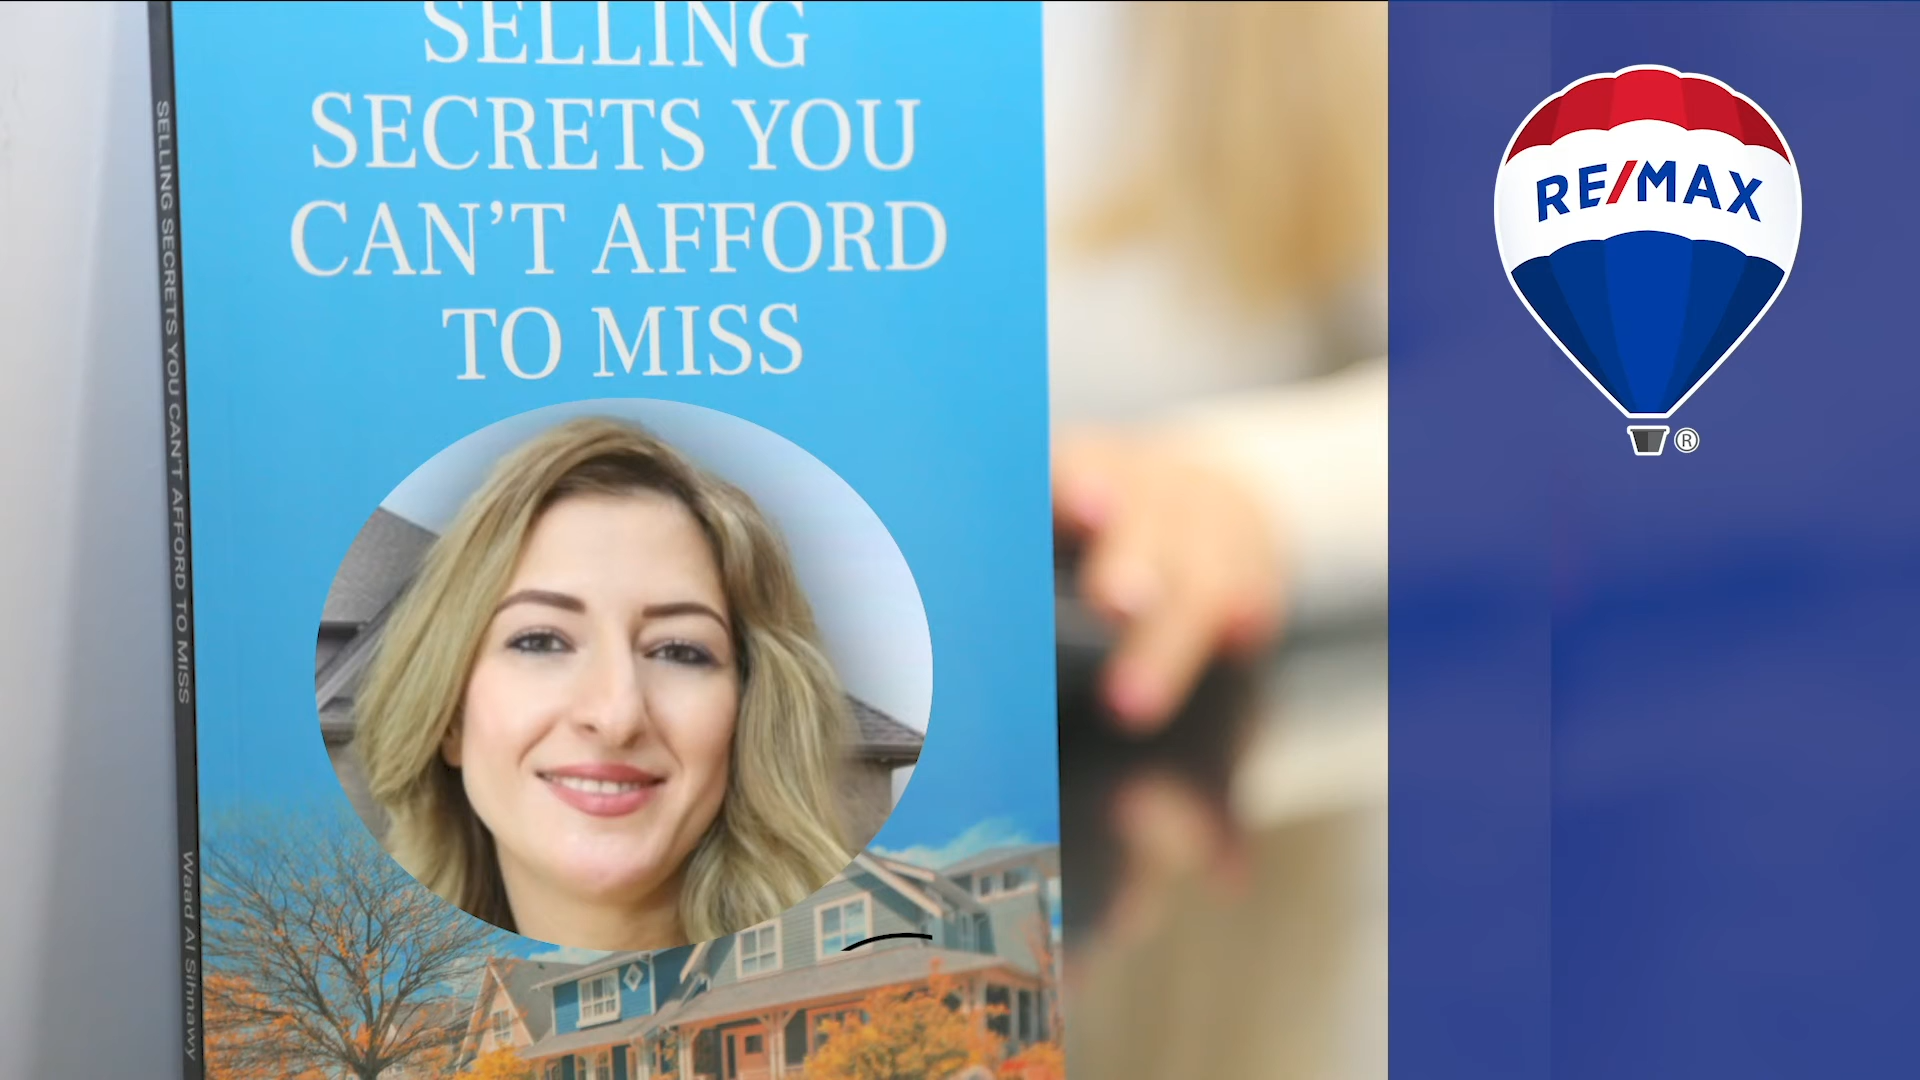 SELLING
SECRETS YOU
CAN'T AFFORD
TO MISS
SELLING SECRETS YOU CAN'T AFFORD TO MISS
Waad Al Sihnawy
RE/MAX
®